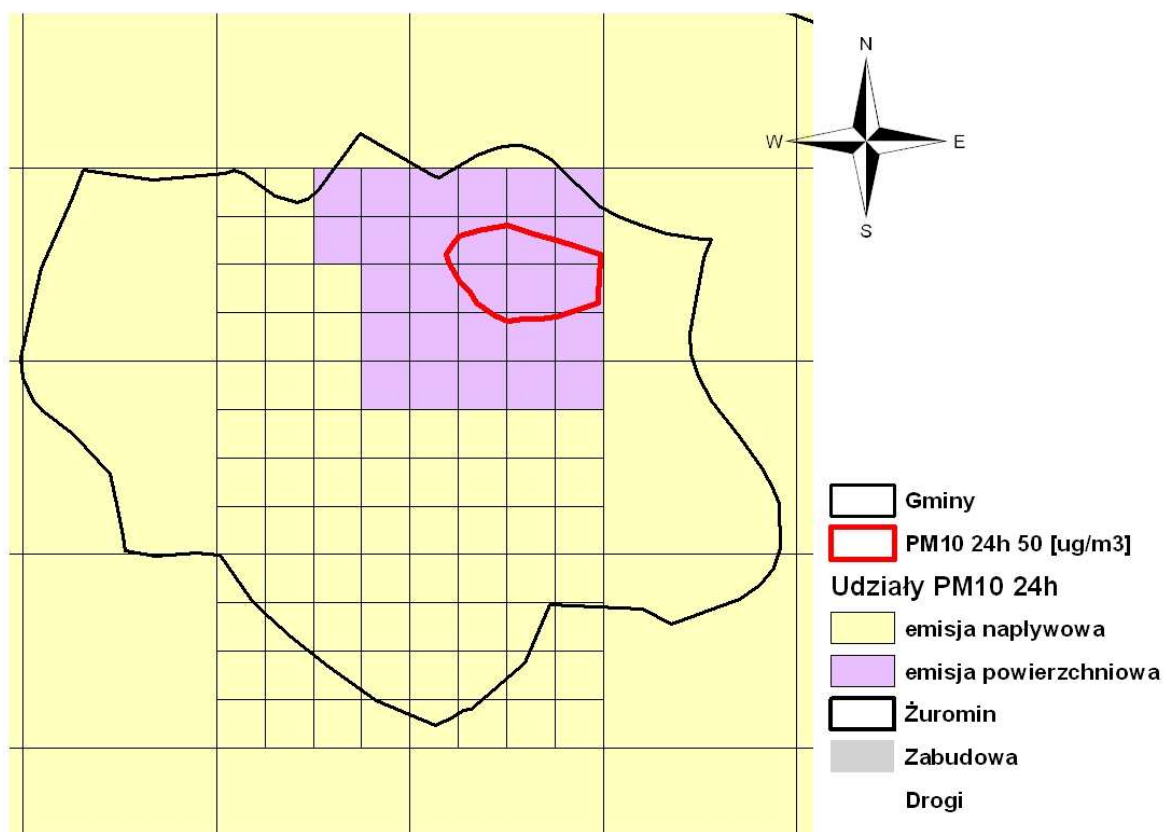 N
W
E
S
Gminy
PM10 24h 50 [ug/m3]
Udziały PM10 24h
emisja napływowa
emisja powierzchniowa
Żuromin
Zabudowa
Drogi